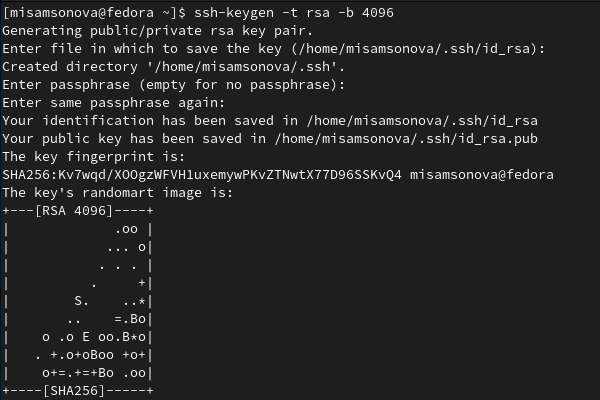 [misamsonova@fedora ~]$ ssh-keygen -t rsa -b 4096
Generating public/private rsa key pair.
Enter file in which to save the key (/home/misamsonova/.ssh/id_rsa):
Created directory '/home/misamsonova/.ssh'.
Enter passphrase (empty for no passphrase):
Enter same passphrase again:
Your identification has been saved in /home/misamsonova/.ssh/id_rsa
Your public key has been saved in /home/misamsonova/.ssh/id_rsa.pub
The key fingerprint is:
SHA256:Kv7wqd/XOOgzWFVH1uxemywPKvZTNwtX77D96SSKvQ4 misamsonova@fedora
The key's randomart image is:
+---[RSA 4096]----+
|             .oo |
|            ... o|
|           . . . |
|          .     +|
|        S.    ..*|
|       ..    =.Bo|
|    o .o E oo.B*o|
|   . +.o+oBoo +o+|
|    o+=.+=+Bo .oo|
+----[SHA256]-----+